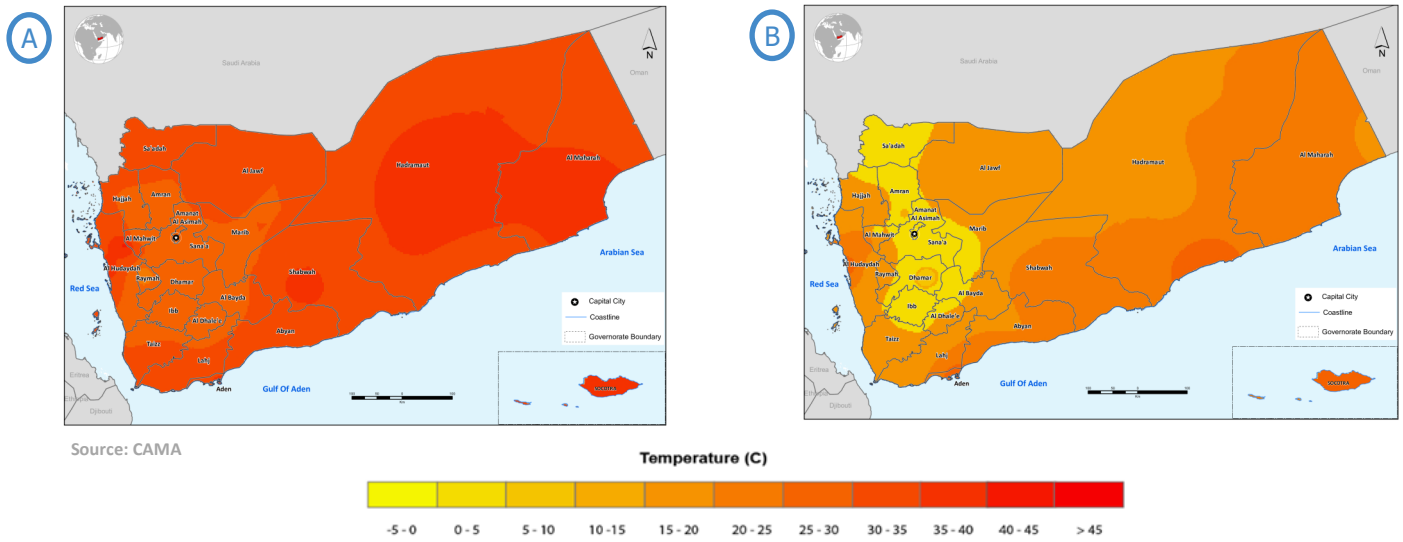 A
N
Saudi Arabia
Oman
Sa'adah
Al Jawf
Hadramaut
Al Maharah
Amran
Hajjah
Amanat
Al Asimah
Marib
Al Mahwit
Sana'a
Al Hudaydah
Raymah
Dhamar
Shabwah
Al Bayda
Ibb
Al Dhale'e
Abyan
Taizz
Lahj
Aden
Red Sea
Arabian Sea
Gulf Of Aden
Eritrea
Djibouti
Capital City
Coastline
Governorate Boundary
SOCOTRA
B
N
Saudi Arabia
Oman
Sa'adah
Al Jawf
Hadramaut
Al Maharah
Amran
Hajjah
Amanat
Al Asimah
Marib
Al Mahwit
Sana'a
Al Hudaydah
Raymah
Dhamar
Shabwah
Al Bayda
Ibb
Al Dhale'e
Abyan
Taizz
Lahj
Aden
Red Sea
Arabian Sea
Gulf Of Aden
Eritrea
Djibouti
Capital City
Coastline
Governorate Boundary
SOCOTRA
Source: CAMA
Temperature (C)
-5 - 0 0 - 5 5 - 10 10 -15 15 - 20 20 - 25 25 - 30 30 - 35 35 - 40 40 - 45 > 45